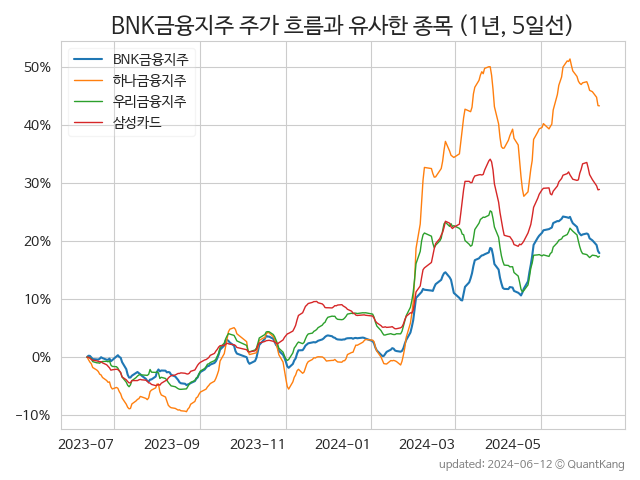 BNK금융지주 주가 흐름과 유사한 종목 (1년, 5일선)
BNK금융지주
하나금융지주
우리금융지주
삼성카드
50%
40%
30%
20%
10%
0%
−10%
2023-07
2023-09
2023-11
2024-01
2024-03
2024-05
updated: 2024-06-12 © QuantKang